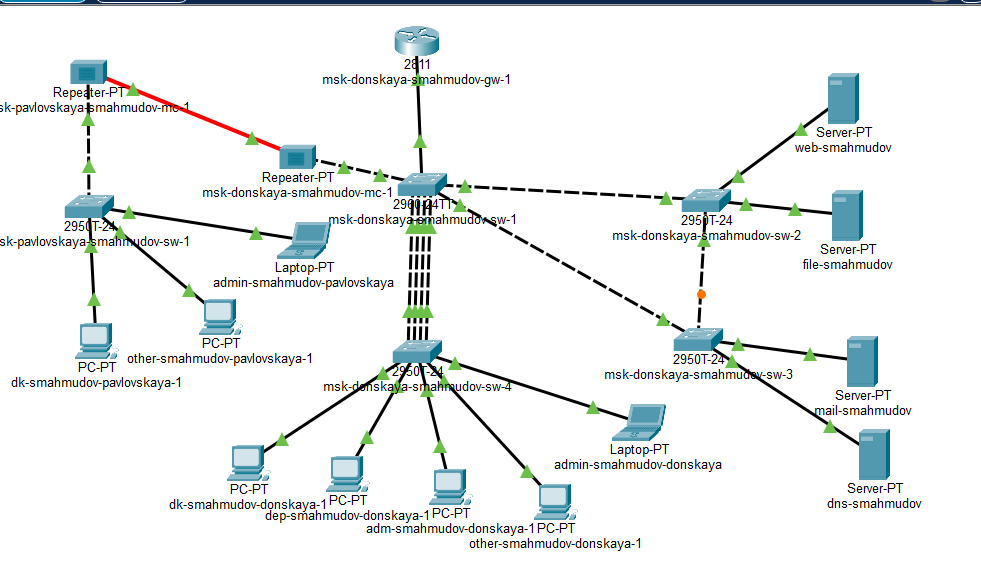 2811
msk-donskaya-smahmudov-gw-1
Repeater-PT
sk-pavlovskaya-smahmudov-mc-1
Server-PT
web-smahmudov
Repeater-PT
msk-donskaya-smahmudov-mc-1
2960-24TT
msk-donskaya-smahmudov-sw-1
2950T-24
sk-pavlovskaya-smahmudov-sw-1
2950T-24
msk-donskaya-smahmudov-sw-2
Server-PT
file-smahmudov
Laptop-PT
admin-smahmudov-pavlovskaya
PC-PT
other-smahmudov-pavlovskaya-1
PC-PT
dk-smahmudov-pavlovskaya-1
2950T-24
msk-donskaya-smahmudov-sw-4
2950T-24
msk-donskaya-smahmudov-sw-3
Server-PT
mail-smahmudov
Laptop-PT
admin-smahmudov-donskaya
PC-PT
dk-smahmudov-donskaya-1
PC-PT
dep-smahmudov-donskaya-1
PC-PT
adm-smahmudov-donskaya-1
PC-PT
other-smahmudov-donskaya-1
Server-PT
dns-smahmudov